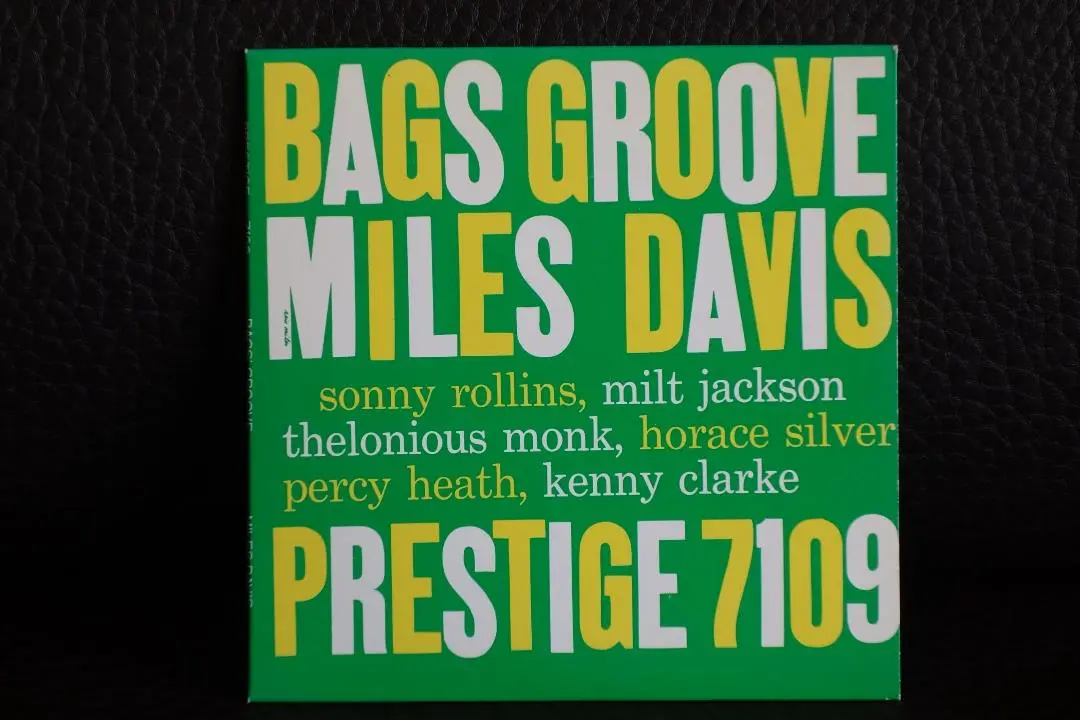 BAGS GROOVE
MILES DAVIS
sonny rollins, milt jackson
thelonious monk, horace silver
percy heath, kenny clarke
PRESTIGE 7109